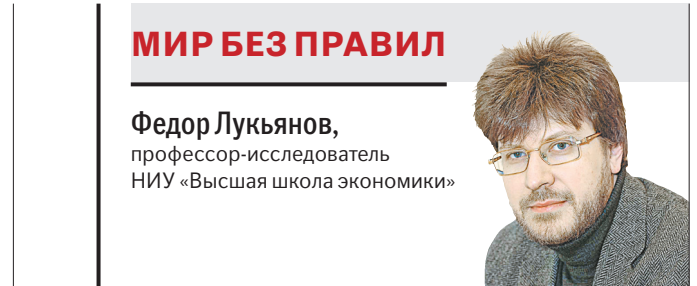 МИР БЕЗ ПРАВИЛ
Федор Лукьянов,
профессор-исследователь
НИУ «Высшая школа экономики»